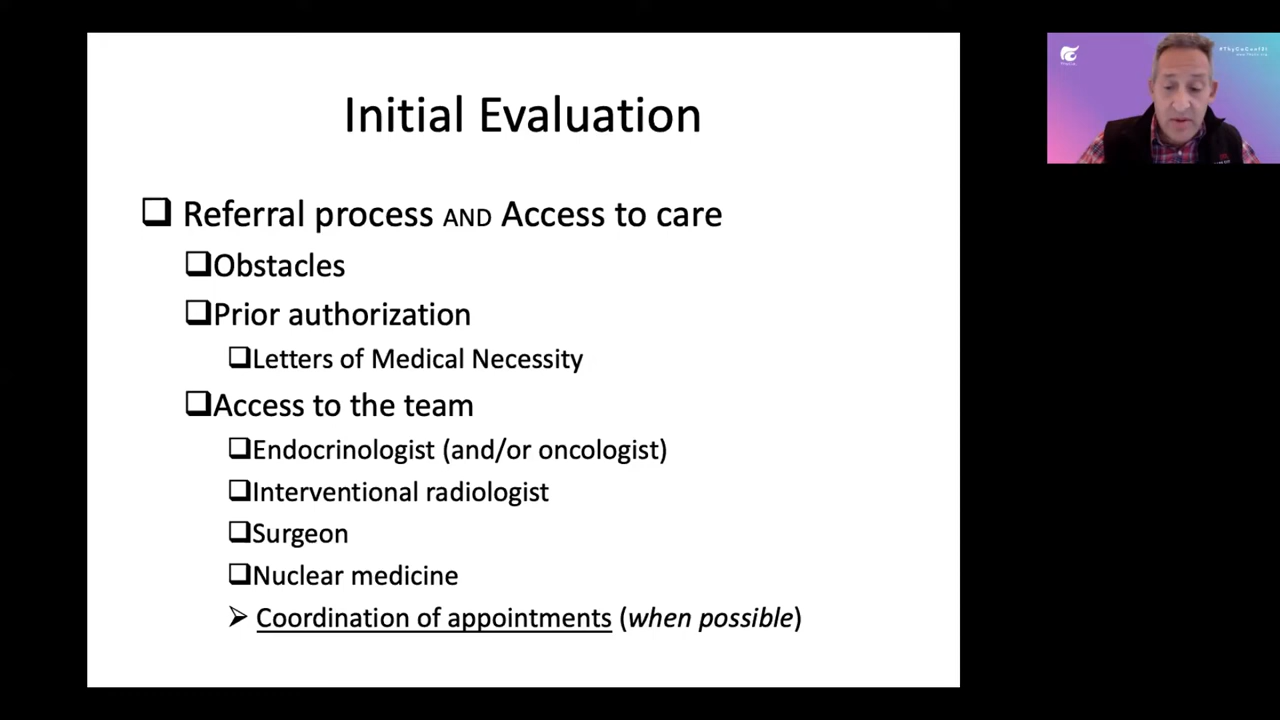 Initial Evaluation
Referral process AND Access to care
Obstacles
Prior authorization
Letters of Medical Necessity
Access to the team
Endocrinologist (and/or oncologist)
Interventional radiologist
Surgeon
Nuclear medicine
Coordination of appointments (when possible)